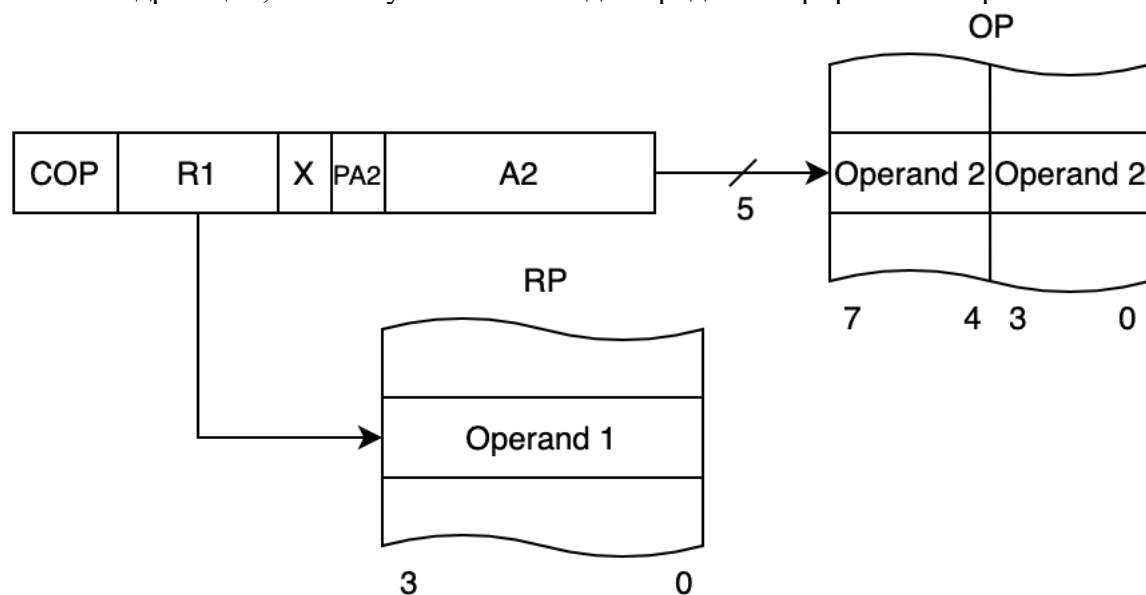 OP
COP R1 X PA2 A2
Operand 2 Operand 2
5
RP
7 4 3 0
Operand 1
3 0